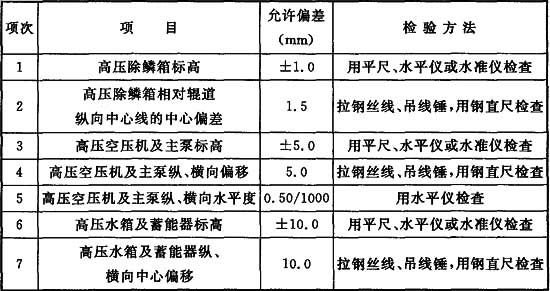 项次 项 目 允许偏差 检 验 方 法
(mm)
1 高压除鳞箱标高 ±1.0 用平尺、水平仪或水准仪检查
2 高压除鳞箱相对辊道 1.5 拉钢丝线、吊线锤,用钢直尺检查
纵向中心线的中心偏差
3 高压空压机及主泵标高 ±5.0 用平尺、水平仪或水准仪检查
4 高压空压机及主泵纵、横向偏移 5.0 拉钢丝线、吊线锤,用钢直尺检查
5 高压空压机及主泵纵、横向水平度 0.50/1000 用水平仪检查
6 高压水箱及蓄能器标高 ±10.0 用平尺、水平仪或水准仪检查
7 高压水箱及蓄能器纵、 10.0 拉钢丝线、吊线锤,用钢直尺检查
横向中心偏移